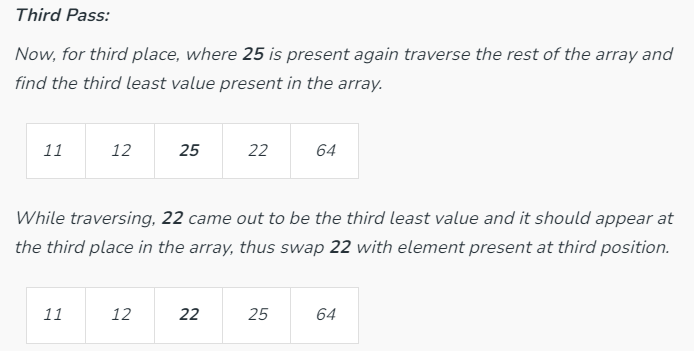 Third Pass:
Now, for third place, where 25 is present again traverse the rest of the array and
find the third least value present in the array.
11 12 25 22 64
While traversing, 22 came out to be the third least value and it should appear at
the third place in the array, thus swap 22 with element present at third position.
11 12 22 25 64